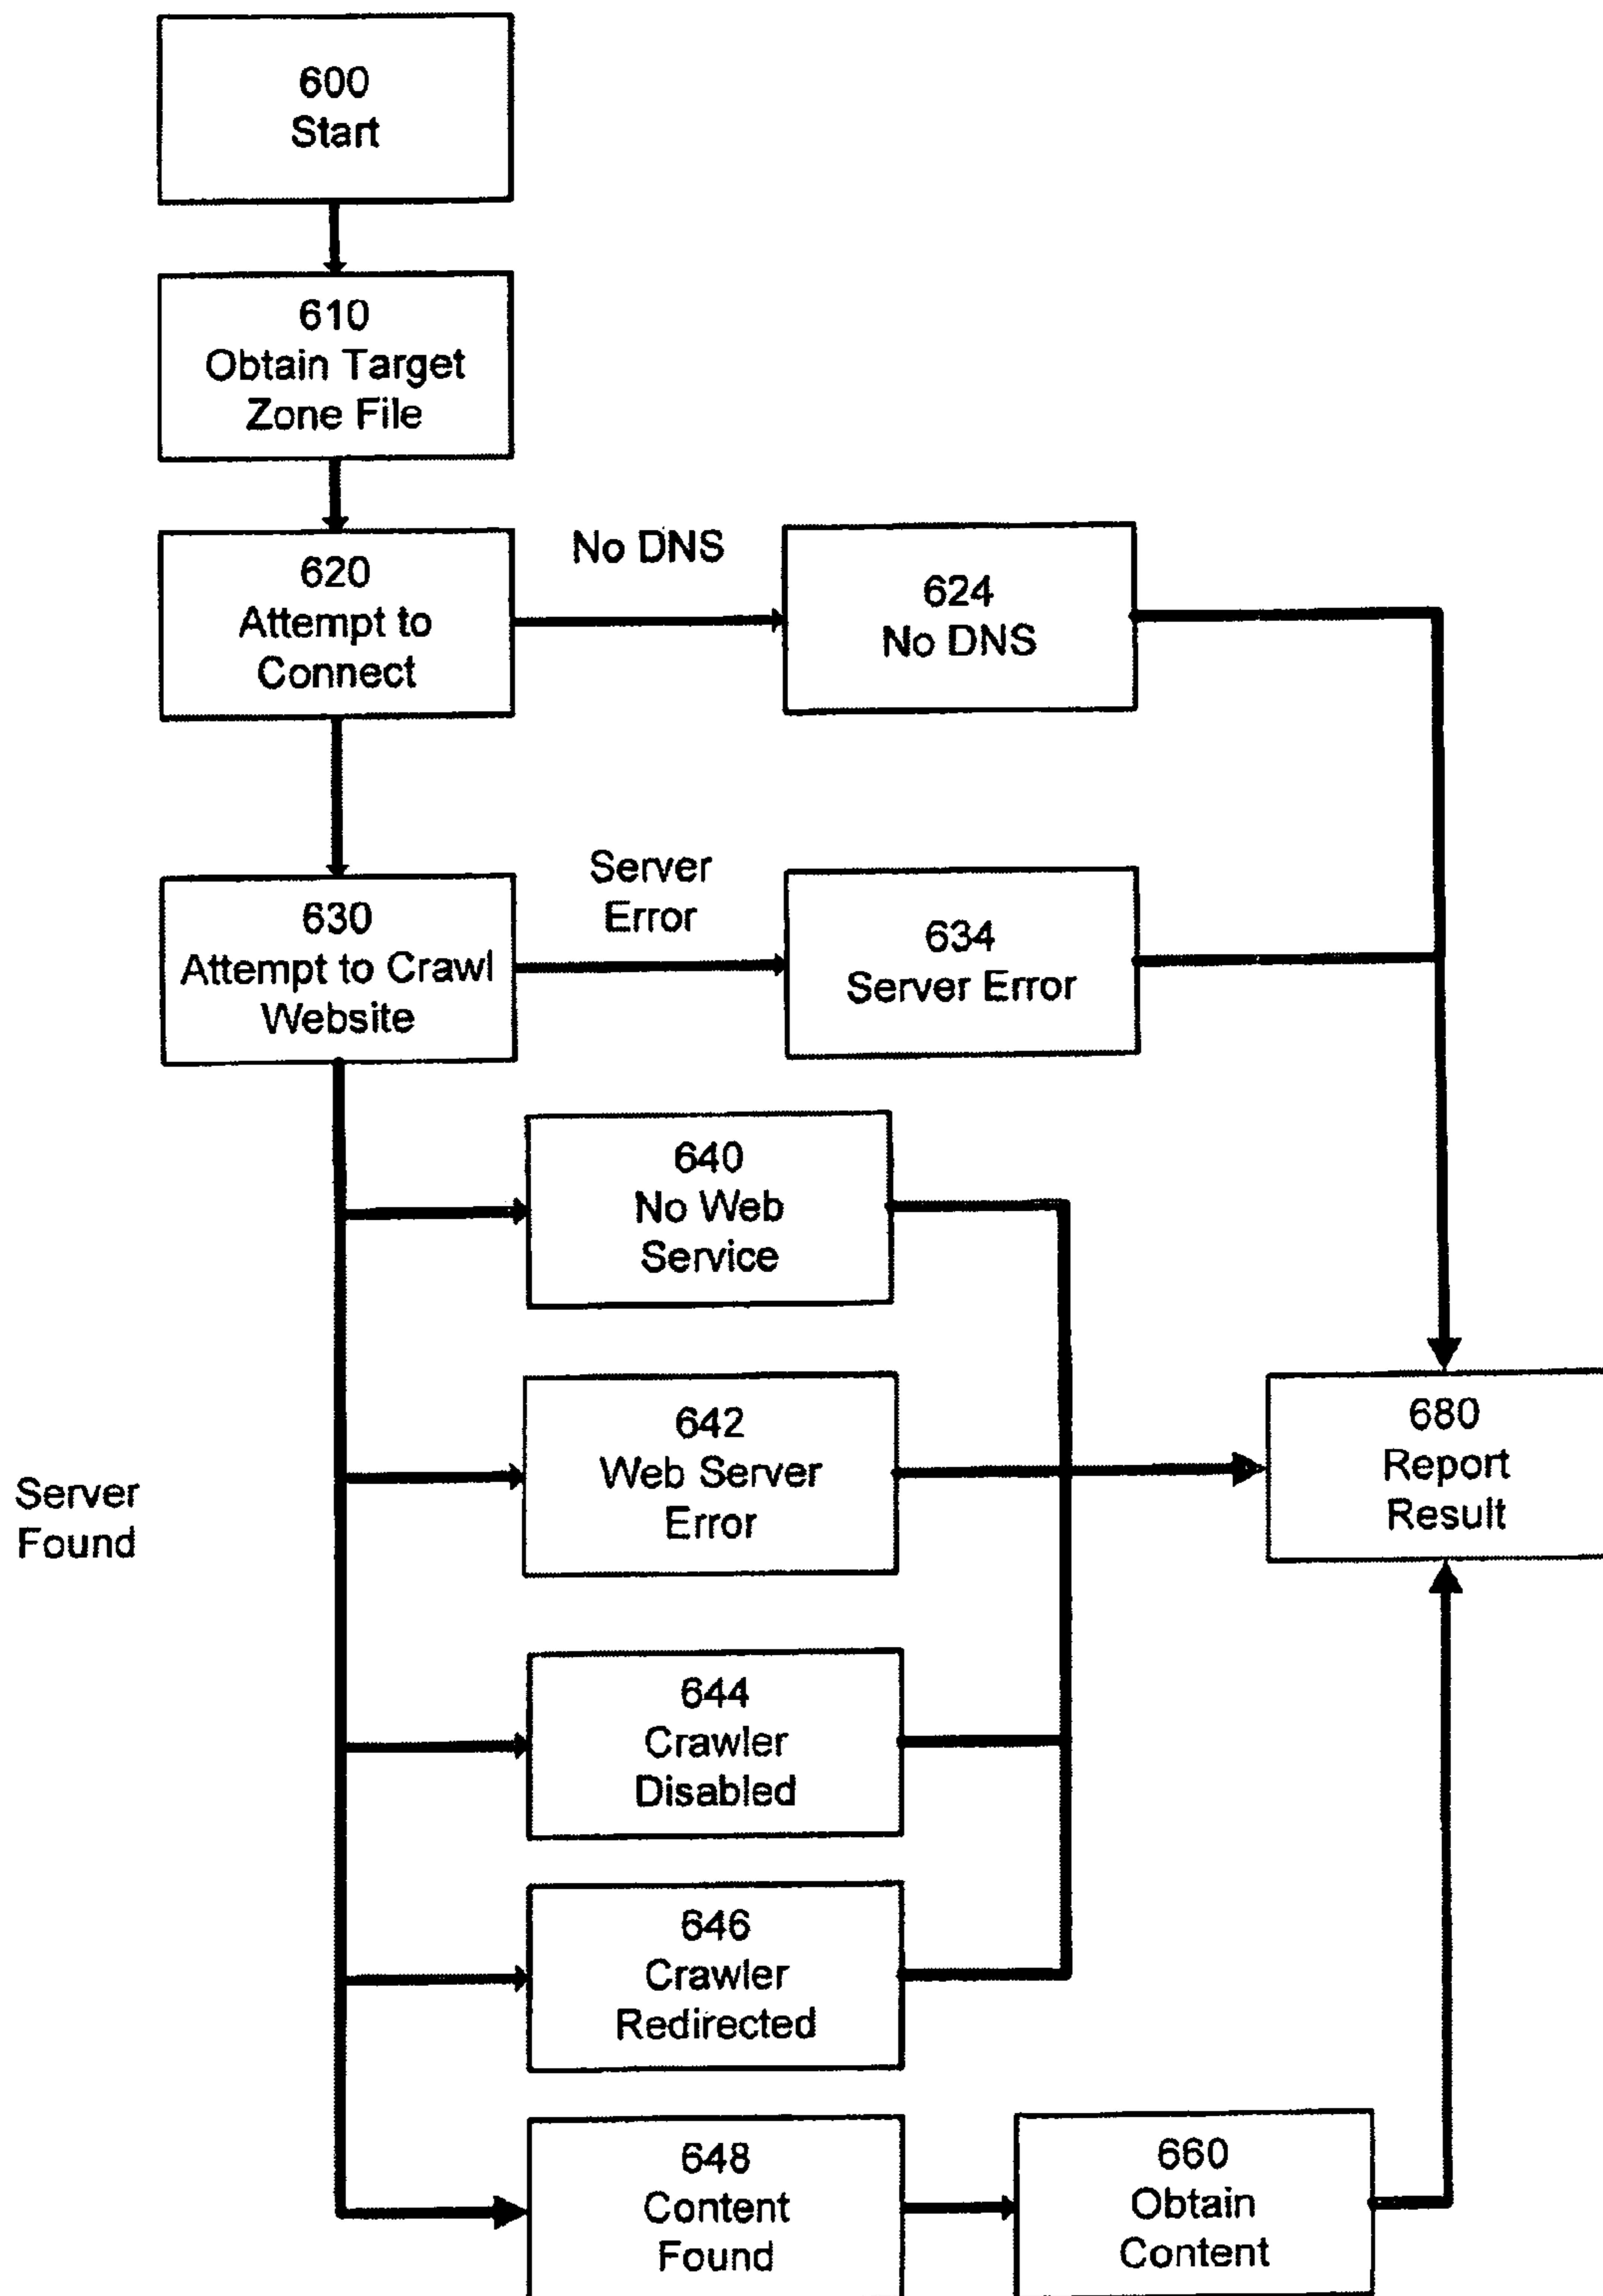 600
Start
610
Obtain Target
Zone File
620
Attempt to
Connect
No DNS
624
No DNS
630
Attempt to Crawl
Website
Server
Error
634
Server Error
640
No Web
Service
642
Web Server
Error
680
Report
Result
Server
Found
644
Crawler
Disabled
646
Crawler
Redirected
648
Content
Found
660
Obtain
Content